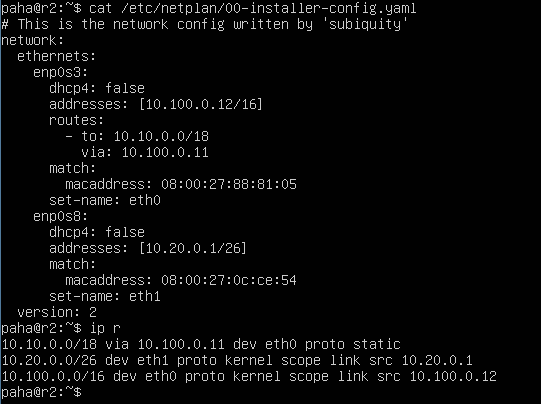 paha@r2:~$ cat /etc/netplan/00-installer-config.yaml
# This is the network config written by 'subiquity'
network:
  ethernets:
    enp0s3:
      dhcp4: false
      addresses: [10.100.0.12/16]
      routes:
        - to: 10.10.0.0/18
          via: 10.100.0.11
      match:
        macaddress: 08:00:27:88:81:05
      set-name: eth0
    enp0s8:
      dhcp4: false
      addresses: [10.20.0.1/26]
      match:
        macaddress: 08:00:27:0c:ce:54
      set-name: eth1
  version: 2
paha@r2:~$ ip r
10.10.0.0/18 via 10.100.0.11 dev eth0 proto static
10.20.0.0/26 dev eth1 proto kernel scope link src 10.20.0.1
10.100.0.0/16 dev eth0 proto kernel scope link src 10.100.0.12
paha@r2:~$